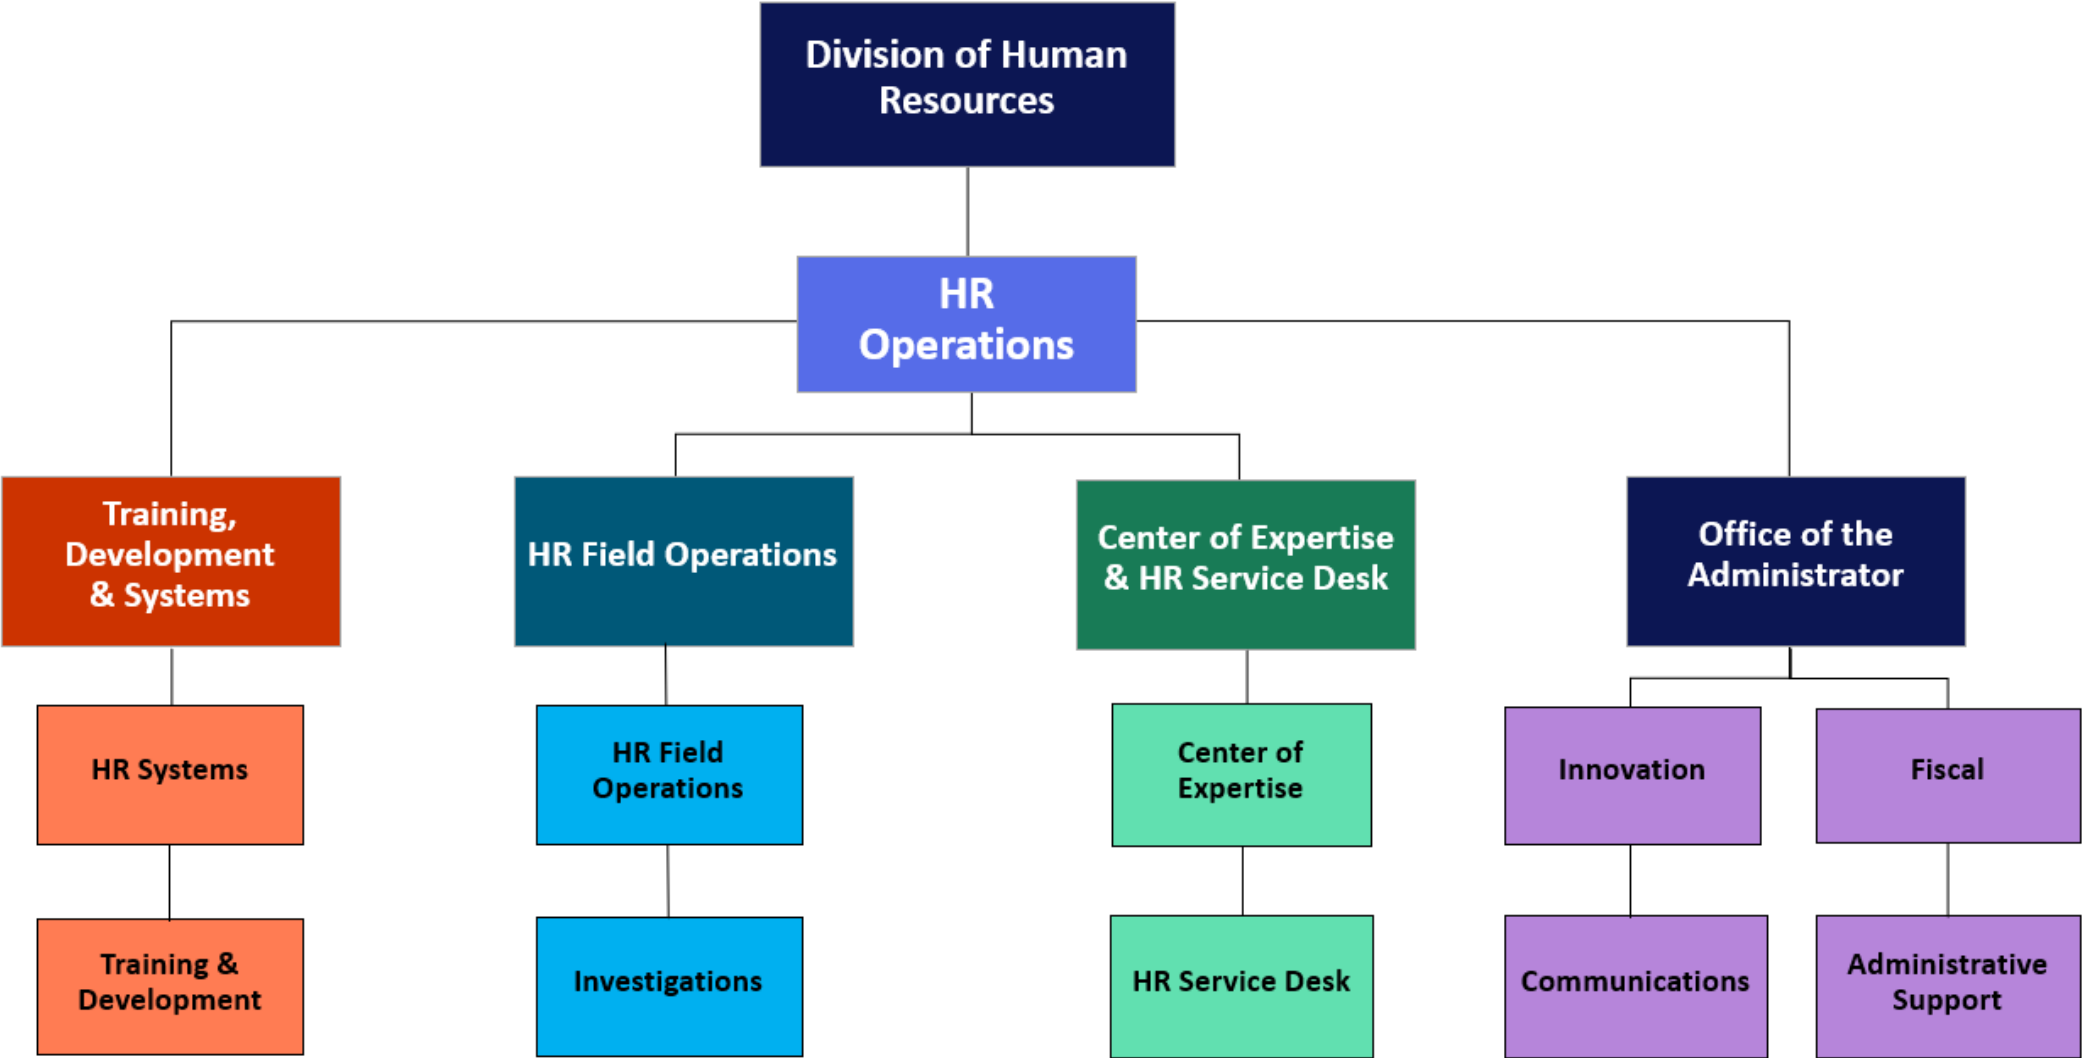 Division of Human
Resources
HR
Operations
Training,
Development
& Systems
HR Field Operations
Center of Expertise
& HR Service Desk
Office of the
Administrator
HR Systems
HR Field
Operations
Center of
Expertise
Innovation
Fiscal
Training &
Development
Investigations
HR Service Desk
Communications
Administrative
Support